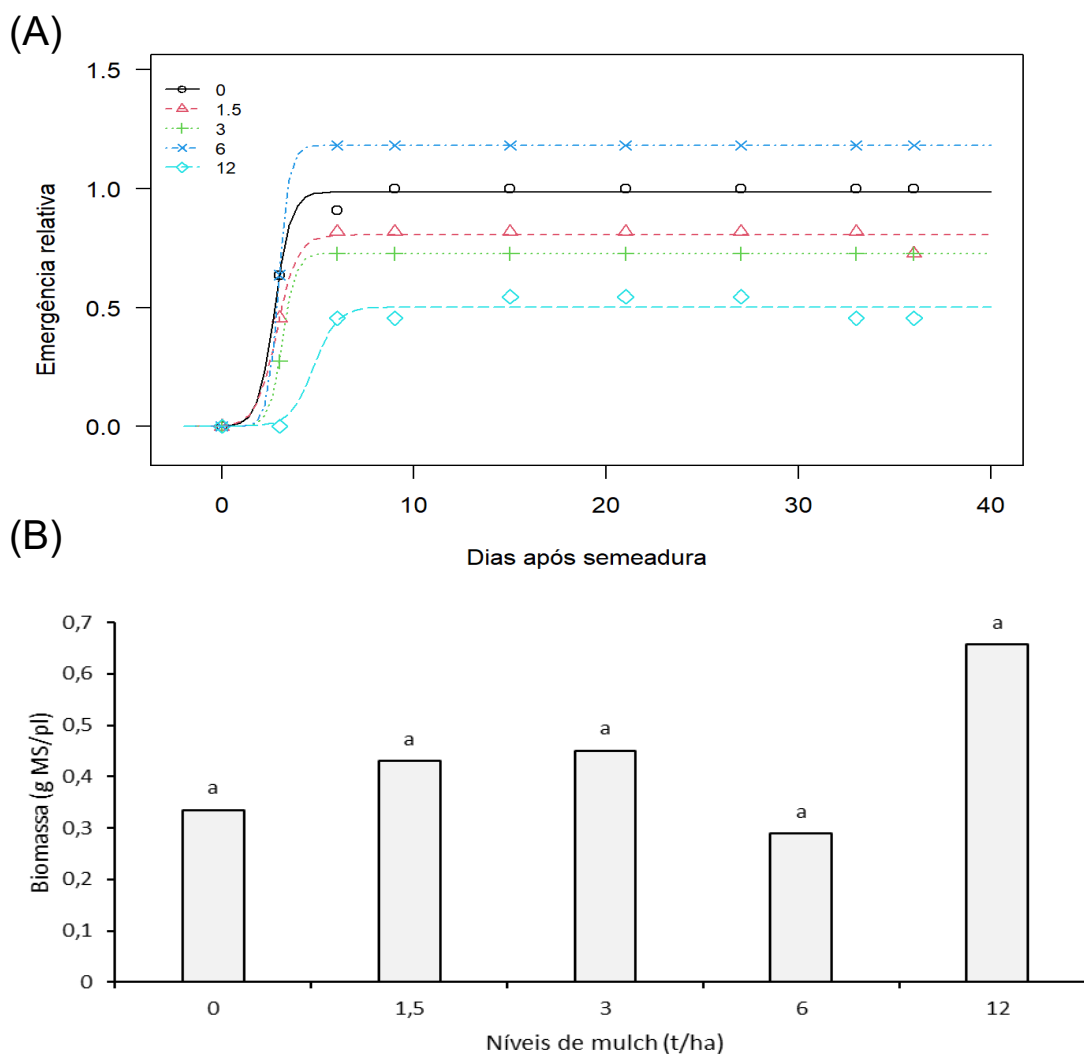 (A)
1.5
1.0
0.5
0.0
Emergência relativa
0
1.5
3
6
12
0 10 20 30 40
Dias após semeadura
(B)
0,7
0,6
0,5
0,4
0,3
0,2
0,1
0
Biomassa (g MS/pl)
a a a a a
0 1,5 3 6 12
Níveis de mulch (t/ha)